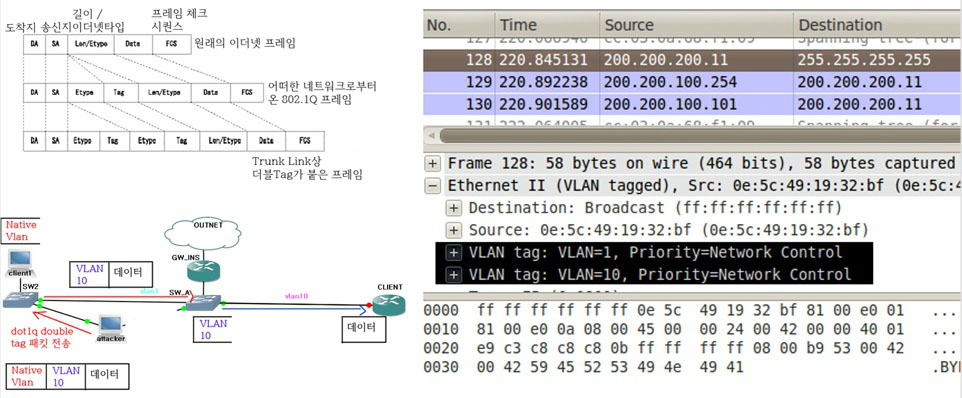 길이 /
프레임 체크
도착지 송신지이더넷타입
시퀀스
DA SA Len/Etype Data FCS
원래의 이더넷 프레임
DA SA Etype Tag Len/Etype Data FCS
어떠한 네트워크로부터
온 802.1Q 프레임
DA SA Etype Tag Etype Tag Len/Etype Data FCS
Trunk Link상
더블Tag가 붙은 프레임
Native
Vlan
OUTNET
GW_INS
client1
VLAN
10
데이터
SW2
vlan1
SW_A
vlan10
CLIENT
VLAN
10
데이터
dot1q double
tag 패킷 전송
attacker
Native
Vlan
VLAN
10
데이터
No. Time Source Destination
128 220.845131 200.200.200.11 255.255.255.255
129 220.892238 200.200.100.254 200.200.200.11
130 220.901589 200.200.100.101 200.200.200.11
Frame 128: 58 bytes on wire (464 bits), 58 bytes captured
Ethernet II (VLAN tagged), Src: 0e:5c:49:19:32:bf (0e:5c:4
Destination: Broadcast (ff:ff:ff:ff:ff:ff)
Source: 0e:5c:49:19:32:bf (0e:5c:49:19:32:bf)
VLAN tag: VLAN=1, Priority=Network Control
VLAN tag: VLAN=10, Priority=Network Control
0000 ff ff ff ff ff ff 0e 5c 49 19 32 bf 81 00 e0 01 ...
0010 81 00 e0 0a 08 00 45 00 00 24 00 42 00 00 40 01 ...
0020 e9 c3 c8 c8 c8 0b ff ff ff ff 08 00 b9 53 00 42 ...
0030 00 42 59 45 52 53 49 4e 49 41 .BY